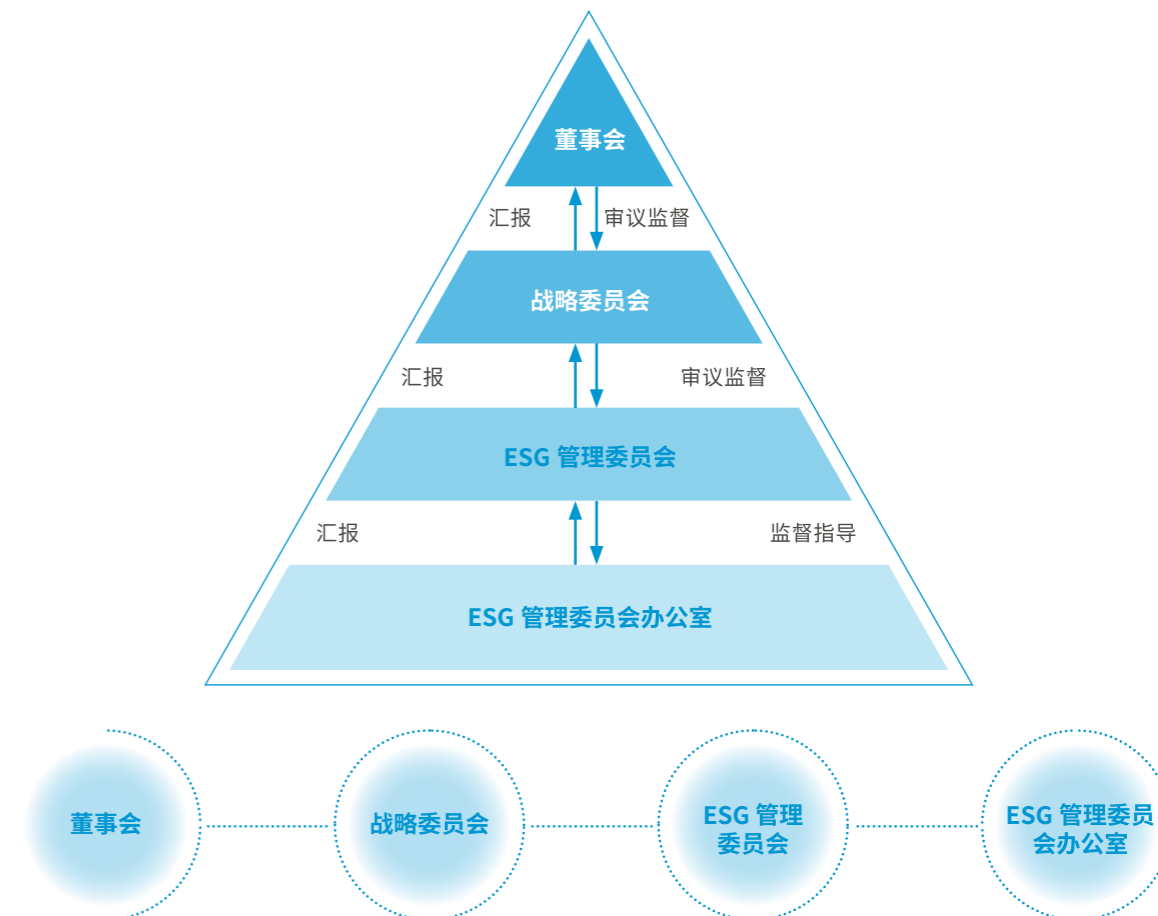 董事会
汇报
审议监督
战略委员会
汇报
审议监督
ESG 管理委员会
汇报
监督指导
ESG 管理委员会办公室
董事会
战略委员会
ESG 管理
委员会
ESG 管理委员
会办公室